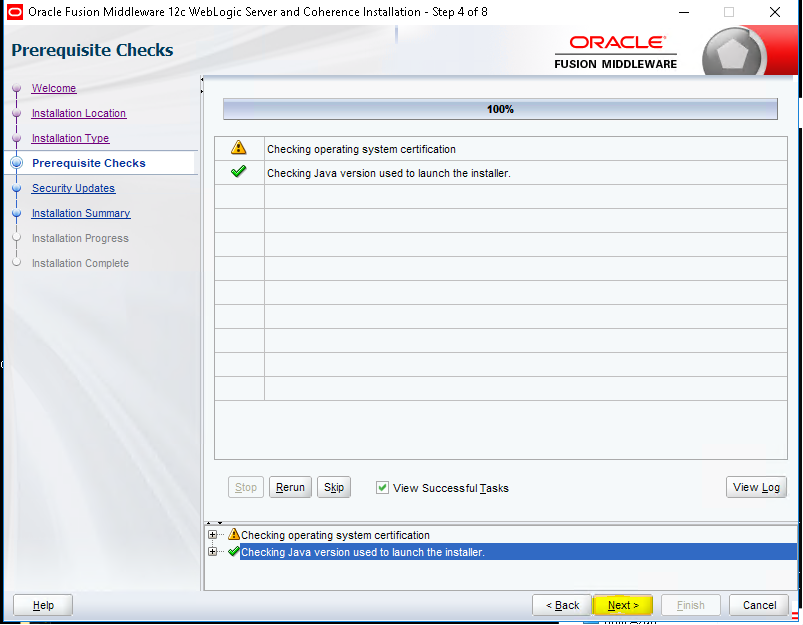 Oracle Fusion Middleware 12c WebLogic Server and Coherence Installation - Step 4 of 8
Prerequisite Checks
ORACLE
FUSION MIDDLEWARE
Welcome
Installation Location
Installation Type
Prerequisite Checks
Security Updates
Installation Summary
Installation Progress
Installation Complete
100%
Checking operating system certification
Checking Java version used to launch the installer.
Stop
Rerun
Skip
View Successful Tasks
View Log
Checking operating system certification
Checking Java version used to launch the installer.
Help
< Back
Next >
Finish
Cancel